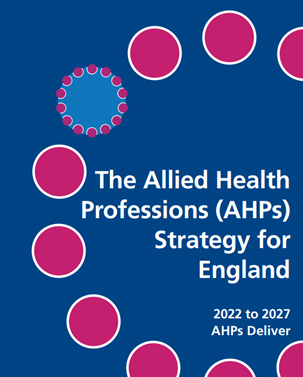 The Allied Health
Professions (AHPs)
Strategy for
England
2022 to 2027
AHPs Deliver